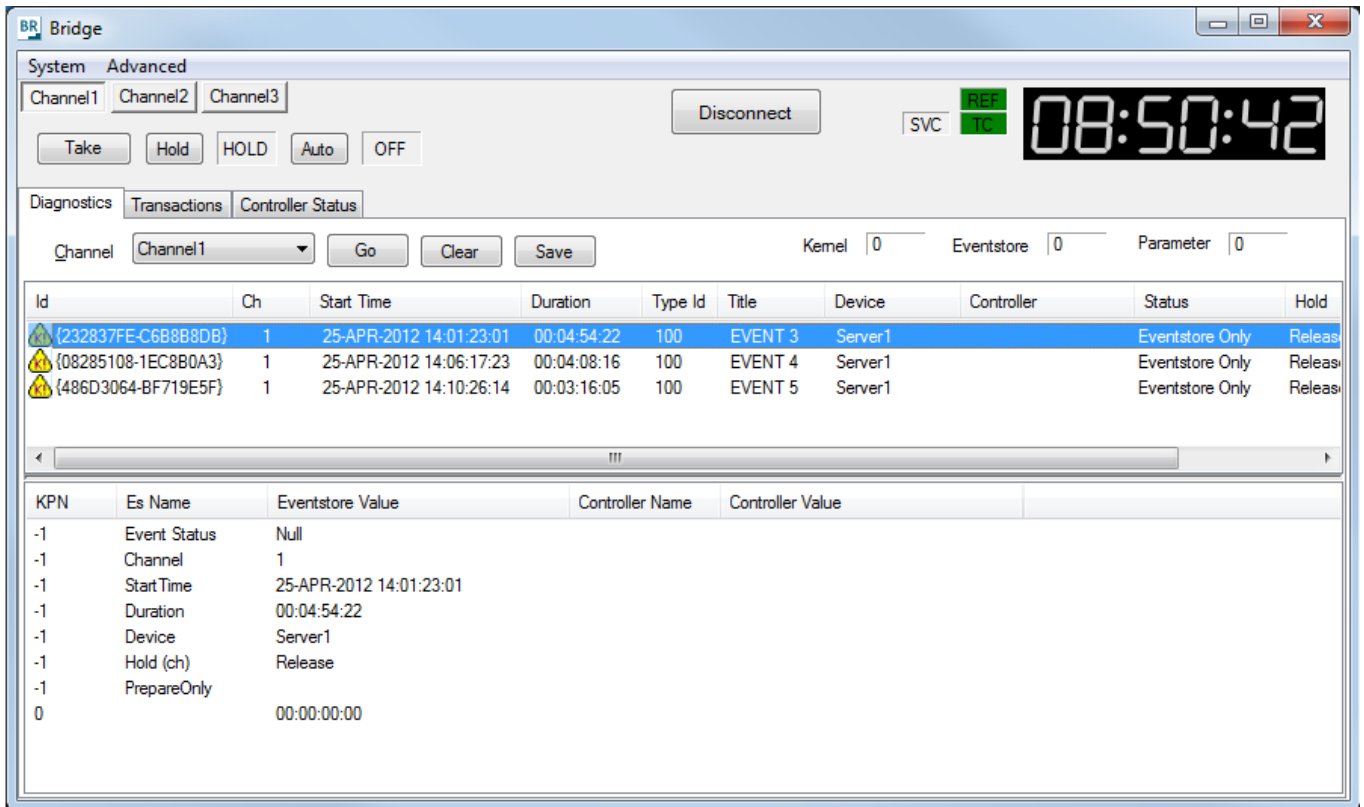 BR Bridge
System Advanced
Channel1 Channel2 Channel3
Disconnect
SVC
REF
TC
08:50:42
Take Hold HOLD Auto OFF
Diagnostics Transactions Controller Status
Channel Channel1 Go Clear Save Kernel 0 Eventstore 0 Parameter 0
Id Ch Start Time Duration Type Id Title Device Controller Status Hold
{232837FE-C6B8B8DB} 1 25-APR-2012 14:01:23:01 00:04:54:22 100 EVENT 3 Server1 Eventstore Only Releas
{08285108-1EC8B0A3} 1 25-APR-2012 14:06:17:23 00:04:08:16 100 EVENT 4 Server1 Eventstore Only Releas
{486D3064-BF719E5F} 1 25-APR-2012 14:10:26:14 00:03:16:05 100 EVENT 5 Server1 Eventstore Only Releas
KPN Es Name Eventstore Value Controller Name Controller Value
-1 Event Status Null
-1 Channel 1
-1 StartTime 25-APR-2012 14:01:23:01
-1 Duration 00:04:54:22
-1 Device Server1
-1 Hold (ch) Release
-1 PrepareOnly
0 00:00:00:00